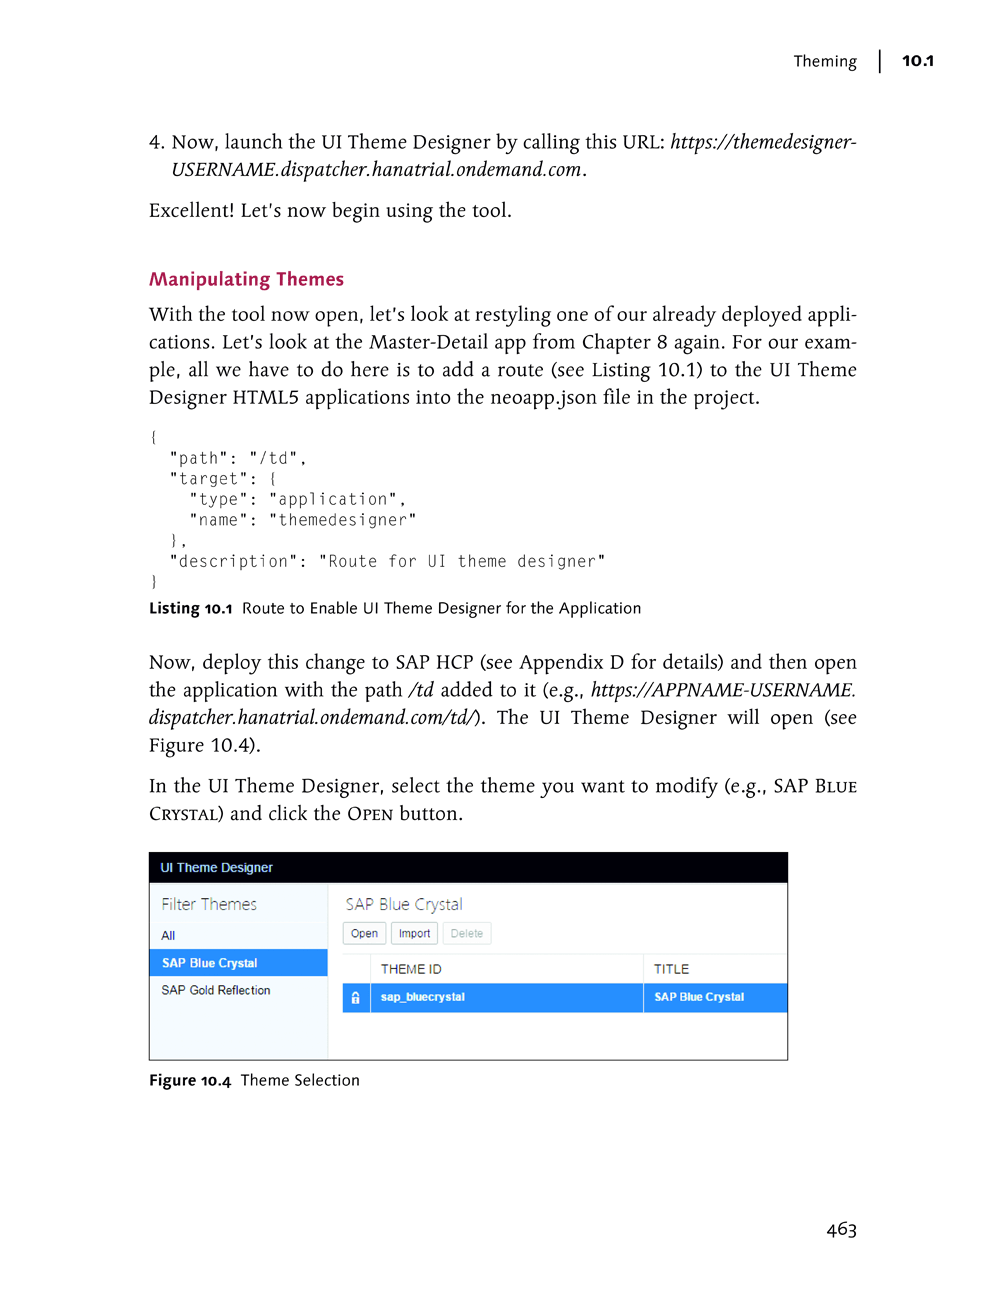 Theming | 10.1
4. Now, launch the UI Theme Designer by calling this URL: https://themedesigner-
USERNAME.dispatcher.hanatrial.ondemand.com.
Excellent! Let's now begin using the tool.
Manipulating Themes
With the tool now open, let's look at restyling one of our already deployed appli-
cations. Let's look at the Master-Detail app from Chapter 8 again. For our exam-
ple, all we have to do here is to add a route (see Listing 10.1) to the UI Theme
Designer HTML5 applications into the neoapp.json file in the project.
{
"path": "/td",
"target": {
"type": "application",
"name": "themedesigner"
},
"description": "Route for UI theme designer"
}
Listing 10.1 Route to Enable UI Theme Designer for the Application
Now, deploy this change to SAP HCP (see Appendix D for details) and then open
the application with the path /td added to it (e.g., https://APPNAME-USERNAME.
dispatcher.hanatrial.ondemand.com/td/). The UI Theme Designer will open (see
Figure 10.4).
In the UI Theme Designer, select the theme you want to modify (e.g., SAP Blue
Crystal) and click the Open button.
UI Theme Designer
Filter Themes
All
SAP Blue Crystal
SAP Gold Reflection
SAP Blue Crystal
Open Import Delete
THEME ID TITLE
sap_bluecrystal SAP Blue Crystal
Figure 10.4 Theme Selection
463